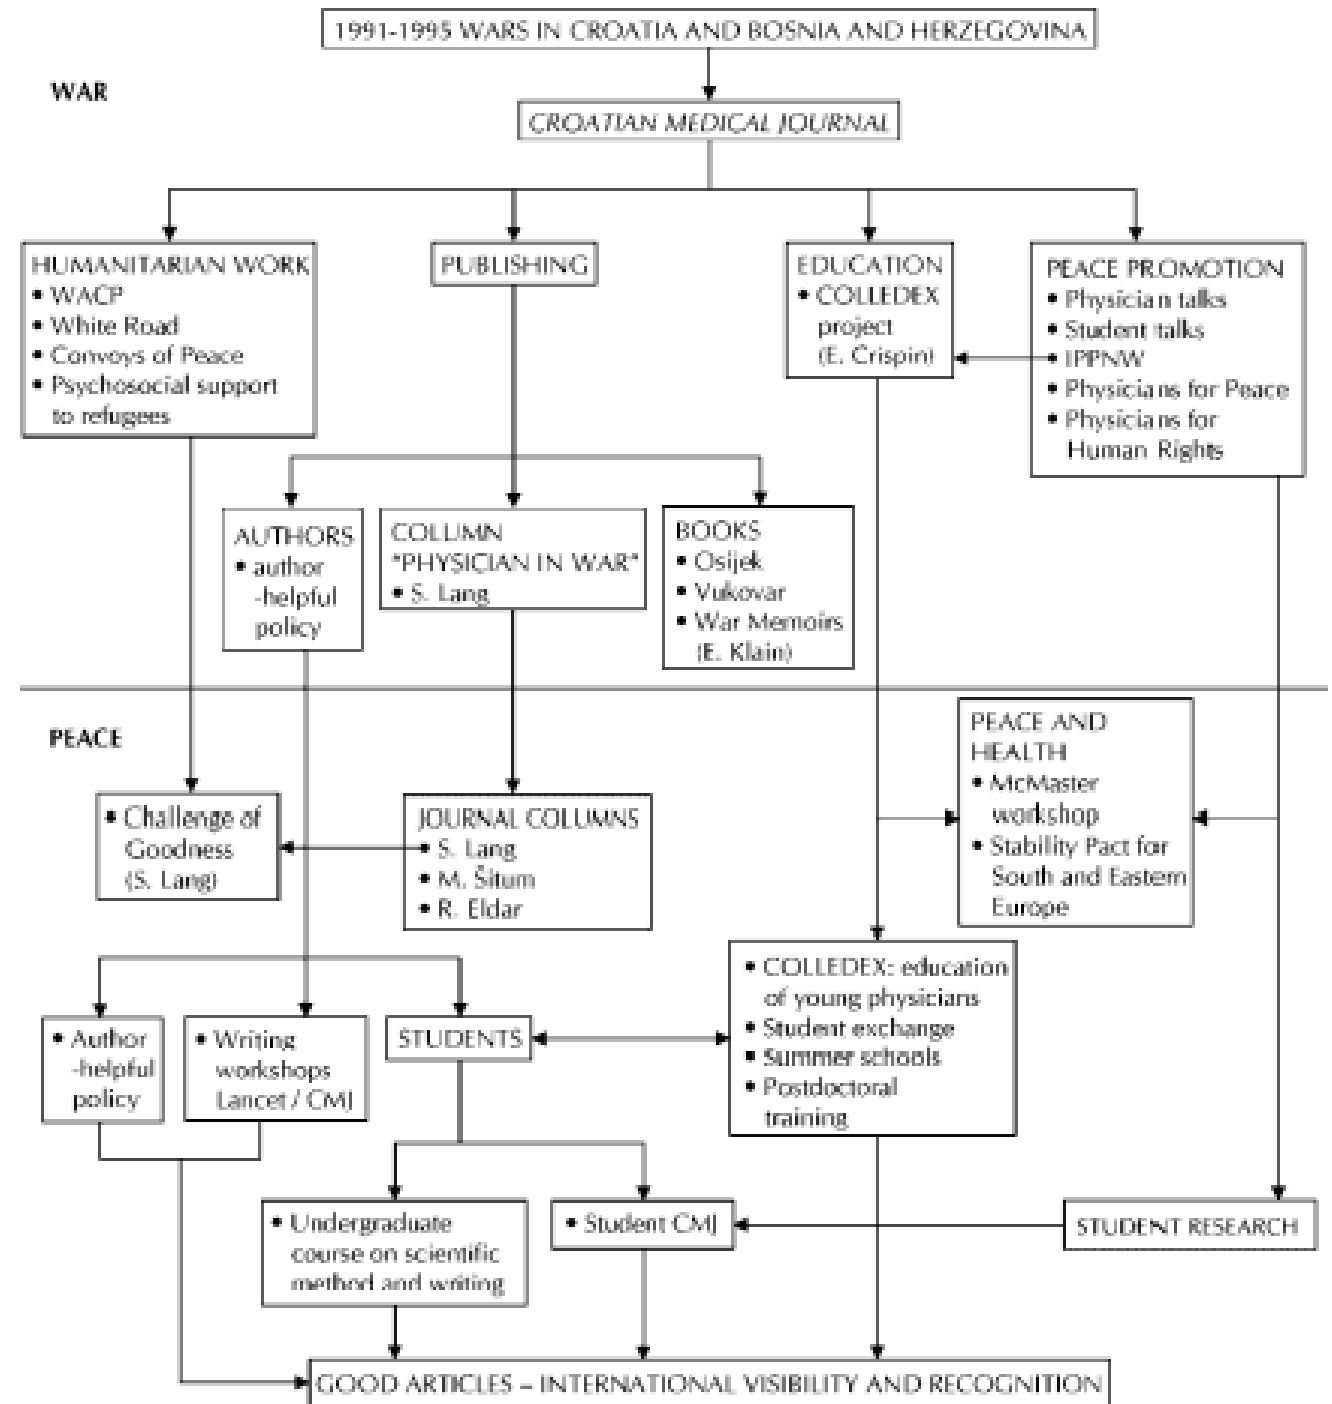 1991-1995 WARS IN CROATIA AND BOSNIA AND HERZEGOVINA
WAR
CROATIAN MEDICAL JOURNAL
HUMANITARIAN WORK
• WACP
• White Road
• Convoys of Peace
• Psychosocial support
to refugees
PUBLISHING
EDUCATION
• COLLEDEX
project
(E. Crispin)
PEACE PROMOTION
• Physician talks
• Student talks
• IPPNW
• Physicians for Peace
• Physicians for
Human Rights
AUTHORS
• author
-helpful
policy
COLUMN
"PHYSICIAN IN WAR"
• S. Lang
BOOKS
• Osijek
• Vukovar
• War Memoirs
(E. Klain)
PEACE
• Challenge of
Goodness
(S. Lang)
JOURNAL COLUMNS
• S. Lang
• M. Šitum
• R. Eldar
PEACE AND
HEALTH
• McMaster
workshop
• Stability Pact for
South and Eastern
Europe
• Author
-helpful
policy
• Writing
workshops
Lancet / CMJ
STUDENTS
• COLLEDEX: education
of young physicians
• Student exchange
• Summer schools
• Postdoctoral
training
• Undergraduate
course on scientific
method and writing
• Student CMJ
STUDENT RESEARCH
GOOD ARTICLES – INTERNATIONAL VISIBILITY AND RECOGNITION